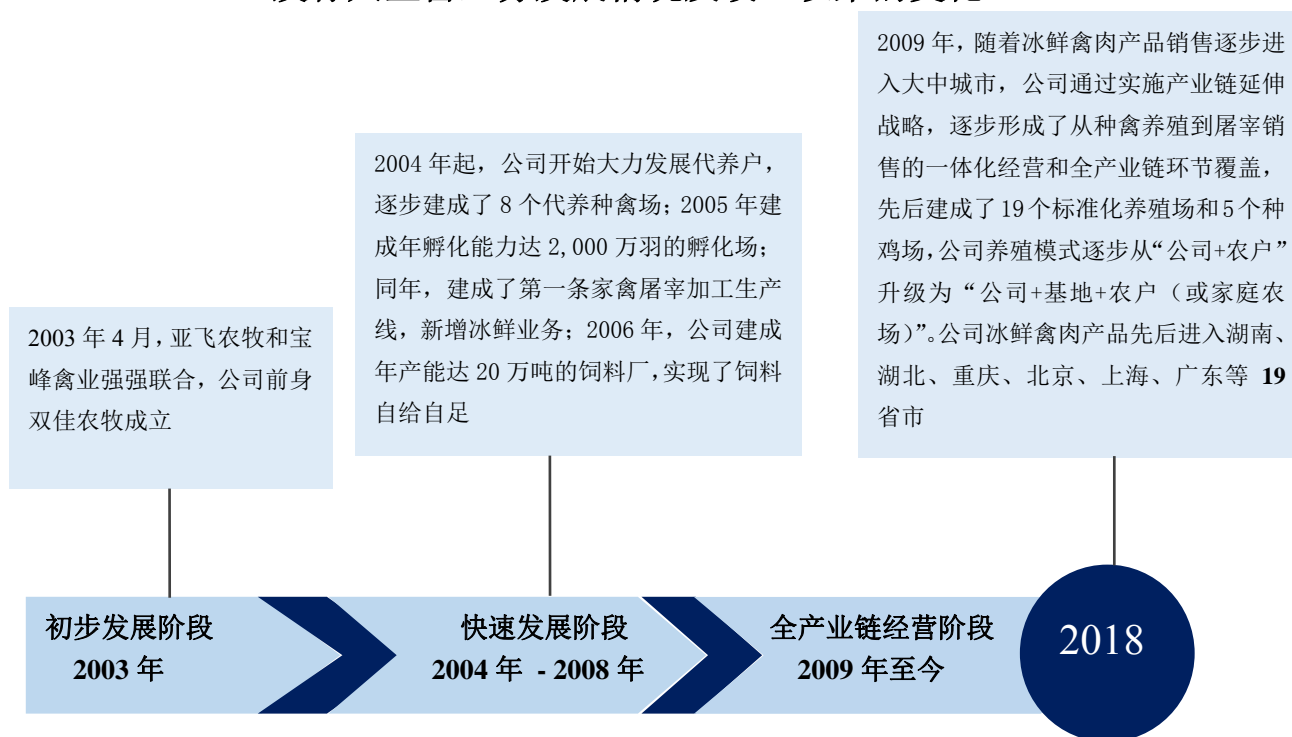 2003 年 4 月，亚飞农牧和宝
峰禽业强强联合，公司前身
双佳农牧成立
2004 年起，公司开始大力发展代养户，
逐步建成了 8 个代养种禽场；2005 年建
成年孵化能力达 2,000 万羽的孵化场；
同年，建成了第一条家禽屠宰加工生产
线，新增冰鲜业务；2006 年，公司建成
年产能达 20 万吨的饲料厂，实现了饲料
自给自足
2009 年，随着冰鲜禽肉产品销售逐步进
入大中城市，公司通过实施产业链延伸
战略，逐步形成了从种禽养殖到屠宰销
售的一体化经营和全产业链环节覆盖，
先后建成了 19 个标准化养殖场和 5 个种
鸡场，公司养殖模式逐步从“公司+农户”
升级为“公司+基地+农户（或家庭农
场）”。公司冰鲜禽肉产品先后进入湖南、
湖北、重庆、北京、上海、广东等 19
省市
初步发展阶段
2003 年
快速发展阶段
2004 年 - 2008 年
全产业链经营阶段
2009 年至今
2018